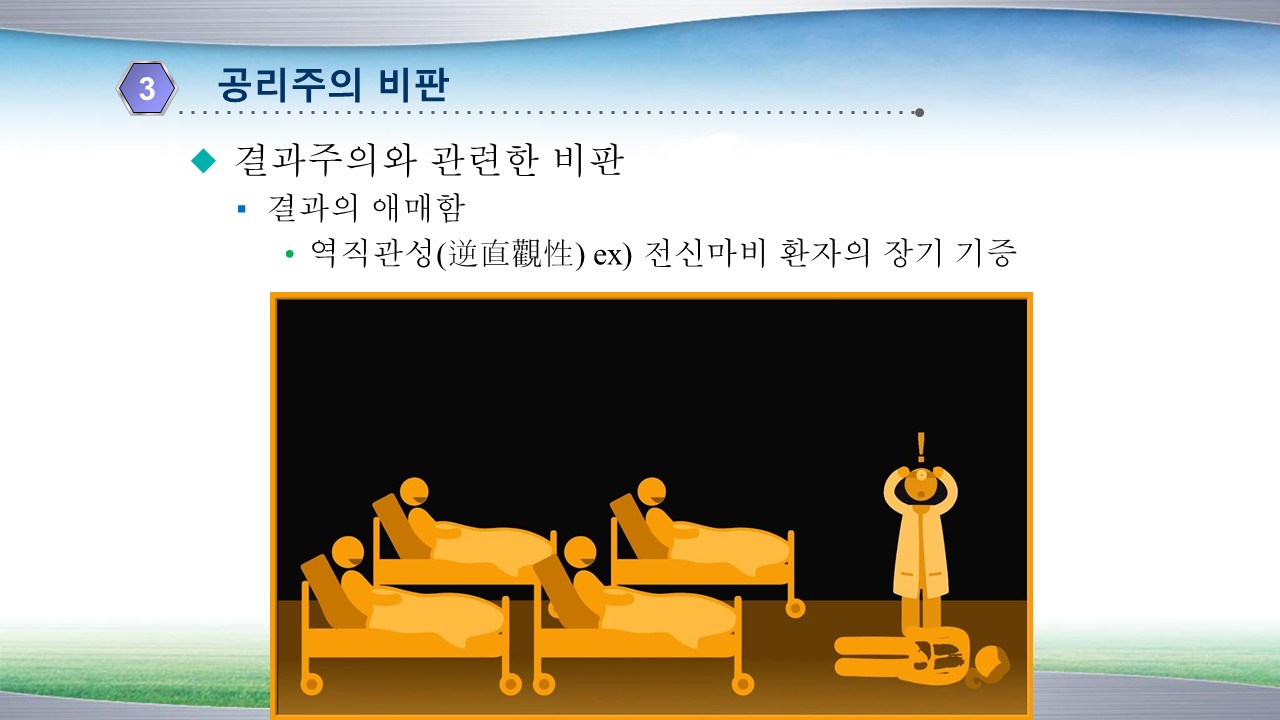 3 공리주의 비판
결과주의와 관련한 비판
결과의 애매함
역직관성(逆直觀性) ex) 전신마비 환자의 장기 기증
!